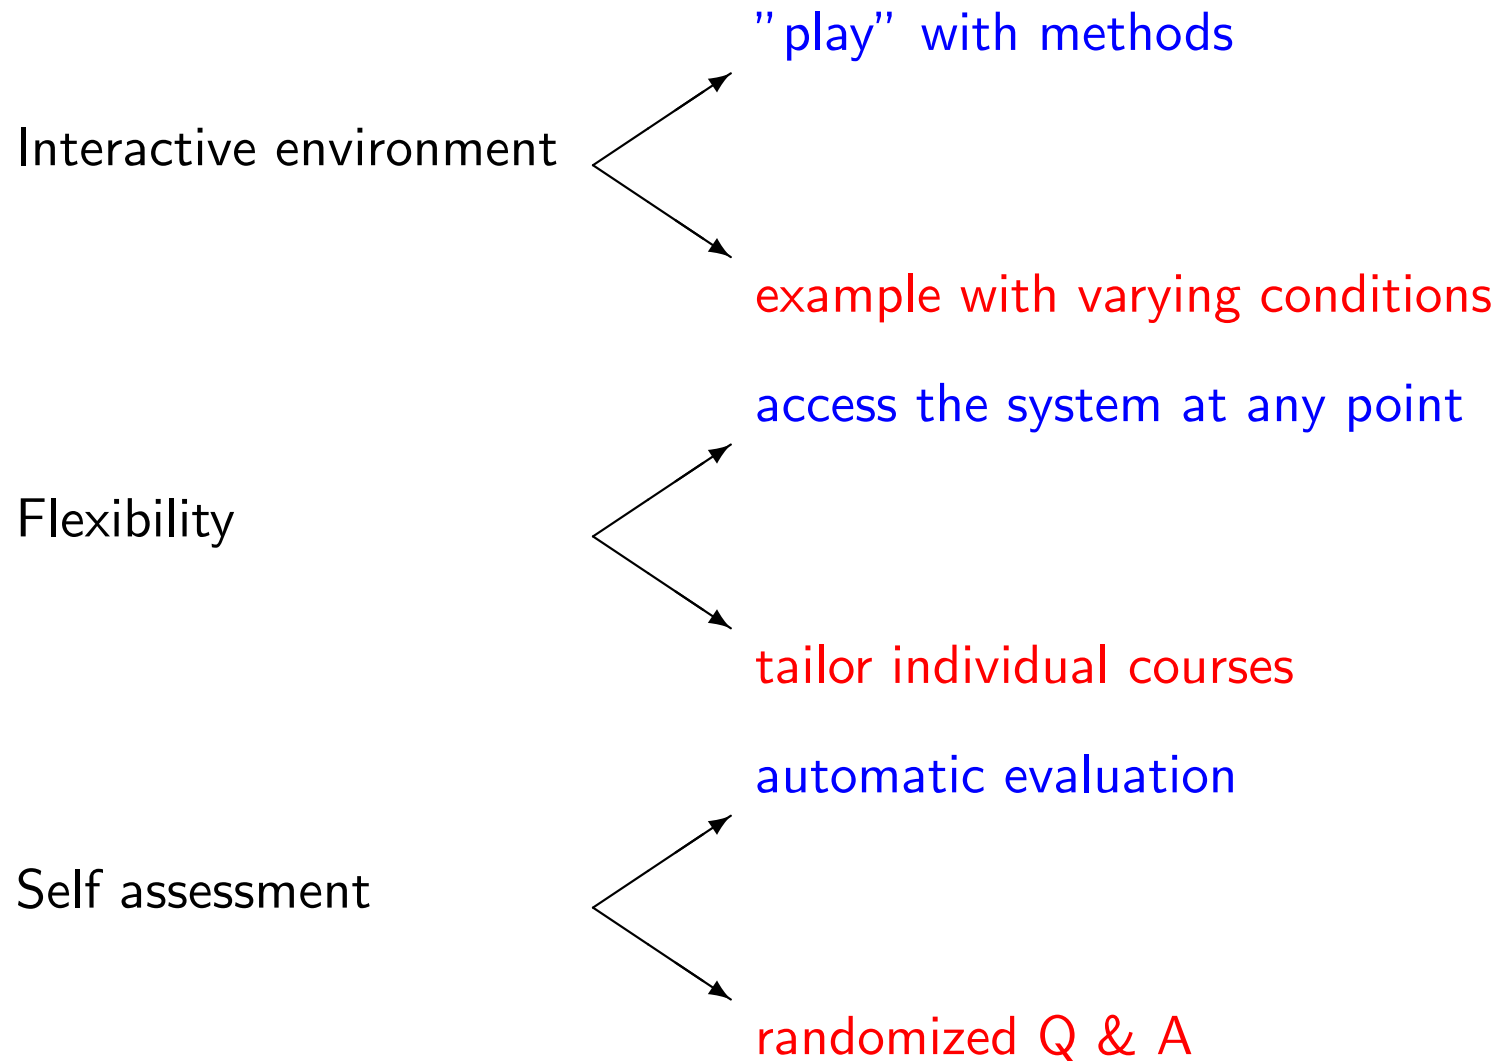 ”play” with methods
Interactive environment
example with varying conditions
access the system at any point
Flexibility
tailor individual courses
automatic evaluation
Self assessment
randomized Q & A